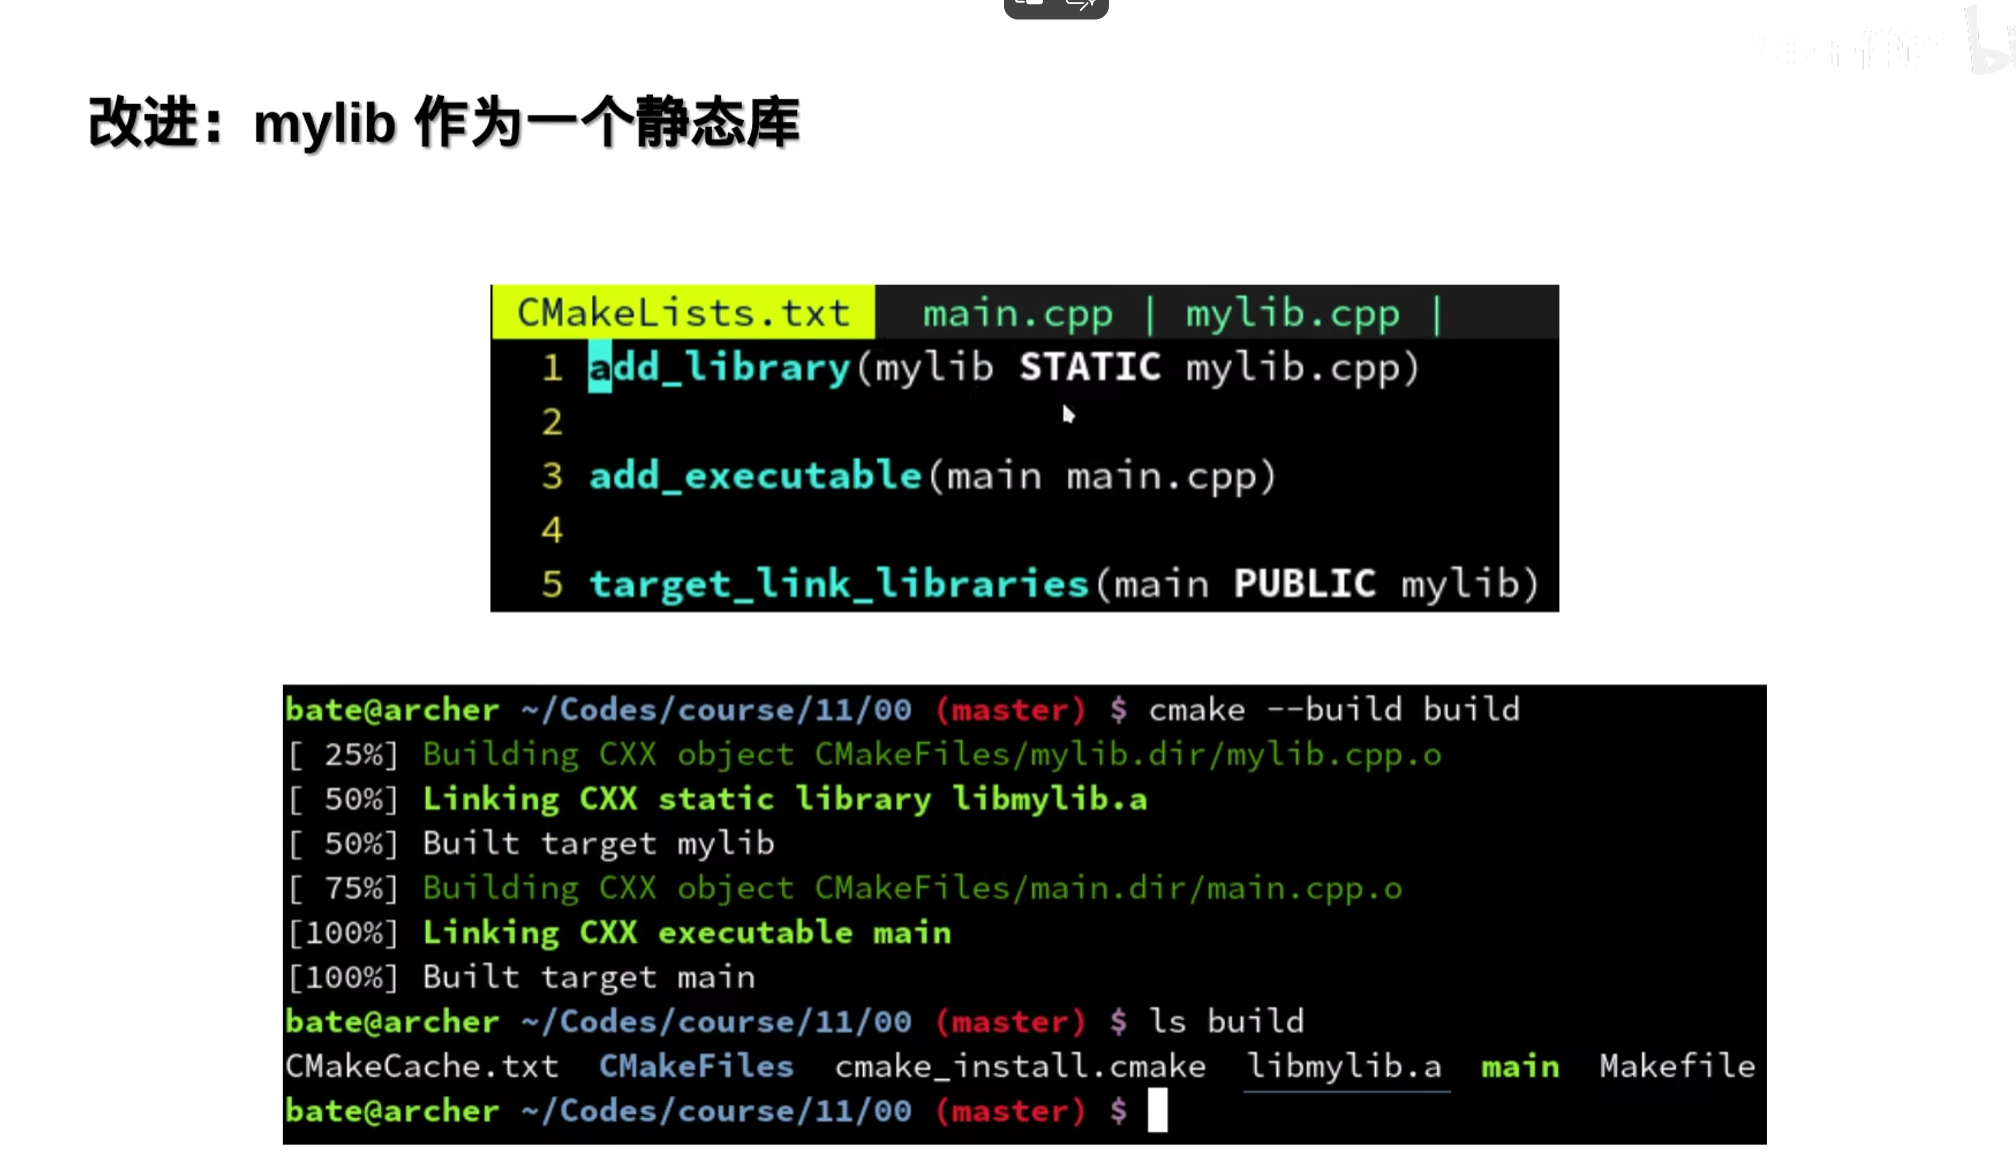 改进：mylib 作为一个静态库
CMakeLists.txt main.cpp | mylib.cpp |
1 add_library(mylib STATIC mylib.cpp)
2
3 add_executable(main main.cpp)
4
5 target_link_libraries(main PUBLIC mylib)
bate@archer ~/Codes/course/11/00 (master) $ cmake --build build
[ 25%] Building CXX object CMakeFiles/mylib.dir/mylib.cpp.o
[ 50%] Linking CXX static library libmylib.a
[ 50%] Built target mylib
[ 75%] Building CXX object CMakeFiles/main.dir/main.cpp.o
[100%] Linking CXX executable main
[100%] Built target main
bate@archer ~/Codes/course/11/00 (master) $ ls build
CMakeCache.txt CMakeFiles cmake_install.cmake libmylib.a main Makefile
bate@archer ~/Codes/course/11/00 (master) $